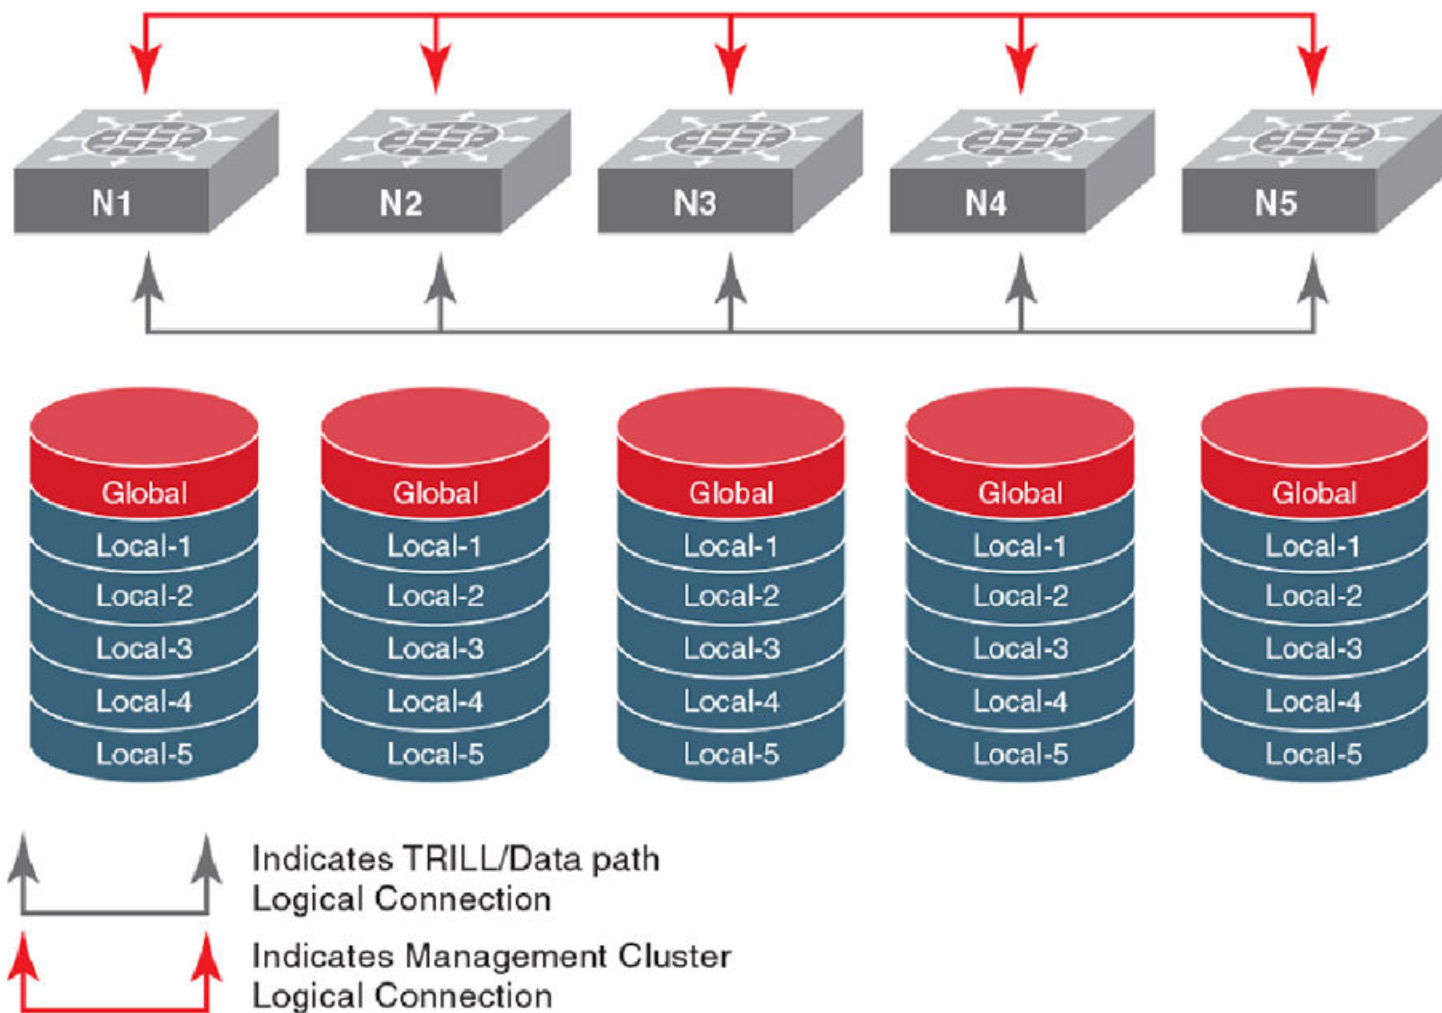 N1 N2 N3 N4 N5
Global Global Global Global Global
Local-1 Local-1 Local-1 Local-1 Local-1
Local-2 Local-2 Local-2 Local-2 Local-2
Local-3 Local-3 Local-3 Local-3 Local-3
Local-4 Local-4 Local-4 Local-4 Local-4
Local-5 Local-5 Local-5 Local-5 Local-5
Indicates TRILL/Data path
Logical Connection
Indicates Management Cluster
Logical Connection